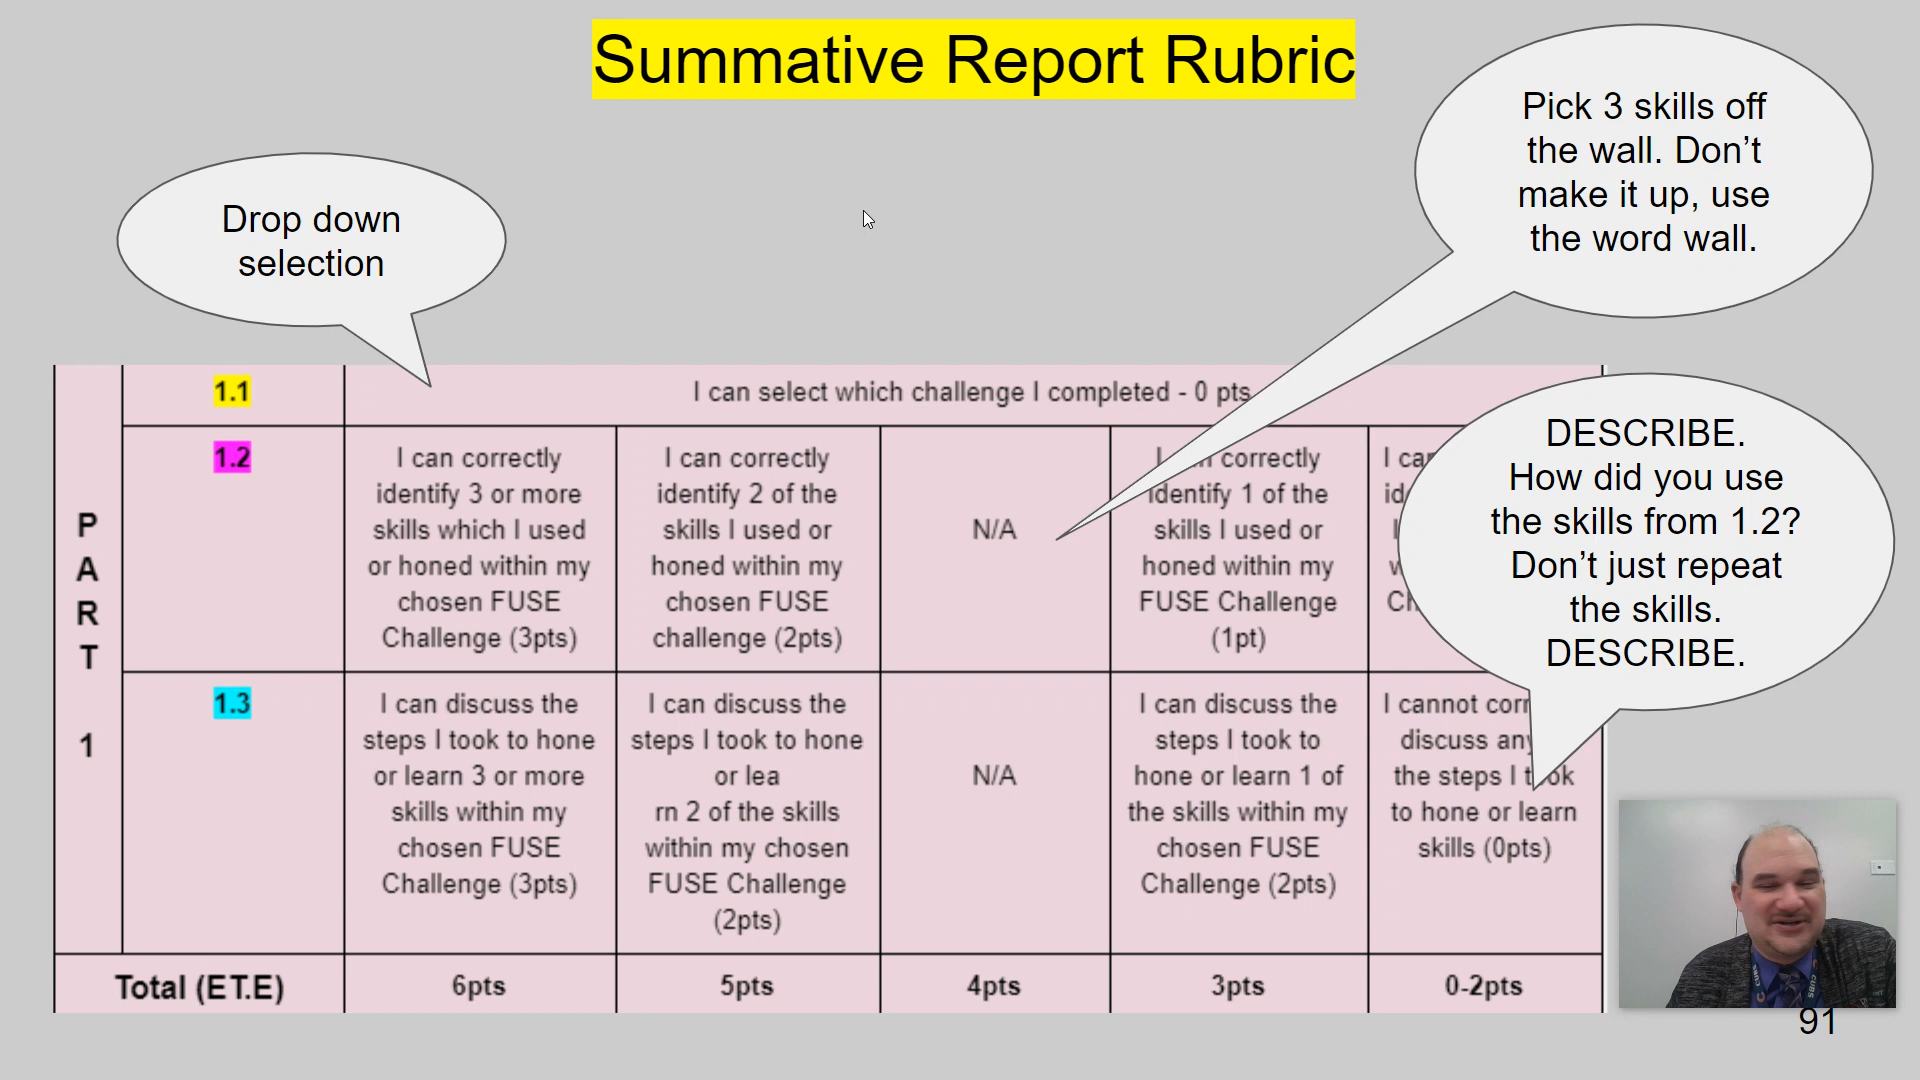 Summative Report Rubric
Pick 3 skills off
the wall. Don’t
make it up, use
the word wall.
Drop down
selection
1.1
I can select which challenge I completed - 0 pts
DESCRIBE.
How did you use
the skills from 1.2?
Don’t just repeat
the skills.
DESCRIBE.
P
A
R
T
1
1.2
I can correctly
identify 3 or more
skills which I used
or honed within my
chosen FUSE
Challenge (3pts)
I can correctly
identify 2 of the
skills I used or
honed within my
chosen FUSE
challenge (2pts)
N/A
I correctly
identify 1 of the
skills I used or
honed within my
FUSE Challenge
(1pt)
I
1.3
I can discuss the
steps I took to hone
or learn 3 or more
skills within my
chosen FUSE
Challenge (3pts)
I can discuss the
steps I took to hone
or lea
rn 2 of the skills
within my chosen
FUSE Challenge
(2pts)
N/A
I can discuss the
steps I took to
hone or learn 1 of
the skills within my
chosen FUSE
Challenge (2pts)
I cannot
discuss
the steps I
to hone or learn
skills (0pts)
Total (ET.E)
6pts
5pts
4pts
3pts
0-2pts
CUBS
91